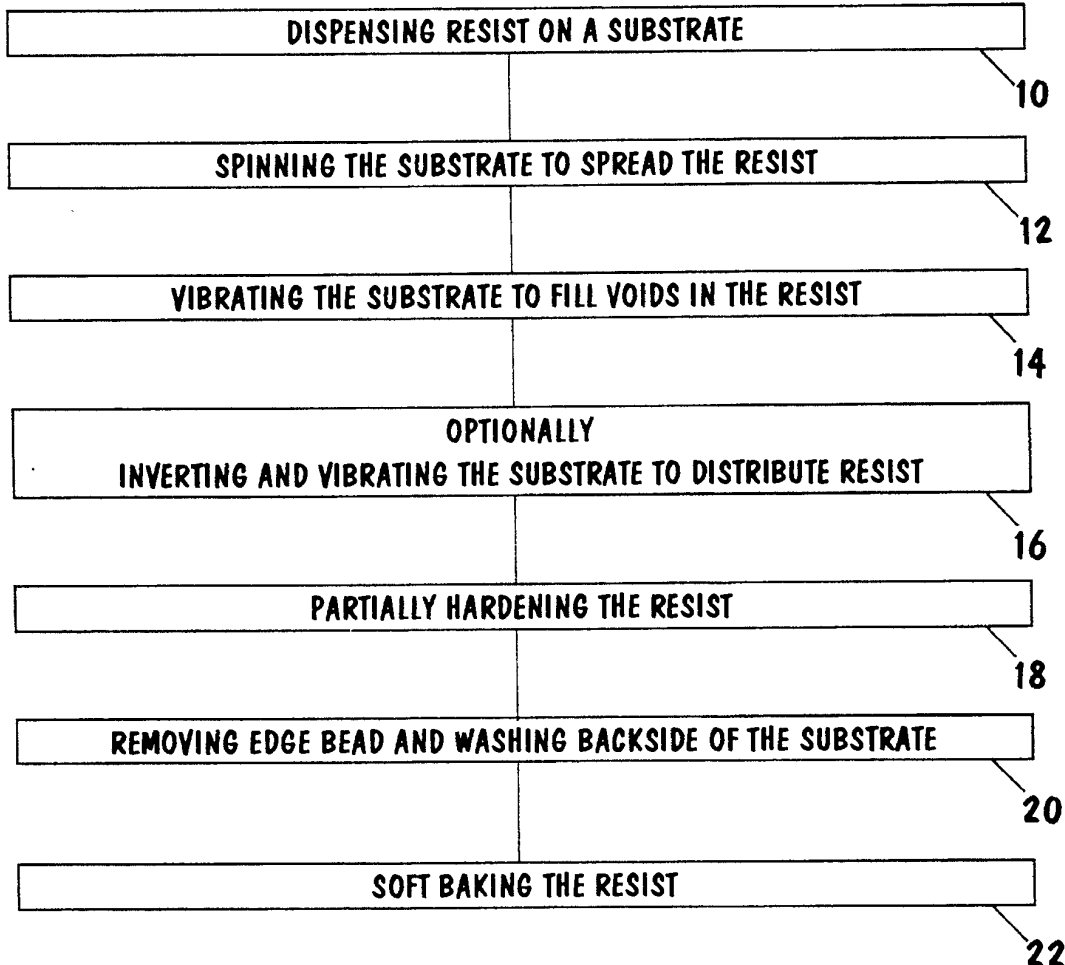 DISPENSING RESIST ON A SUBSTRATE
10
SPINNING THE SUBSTRATE TO SPREAD THE RESIST
12
VIBRATING THE SUBSTRATE TO FILL VOIDS IN THE RESIST
14
OPTIONALLY
INVERTING AND VIBRATING THE SUBSTRATE TO DISTRIBUTE RESIST
16
PARTIALLY HARDENING THE RESIST
18
REMOVING EDGE BEAD AND WASHING BACKSIDE OF THE SUBSTRATE
20
SOFT BAKING THE RESIST
22